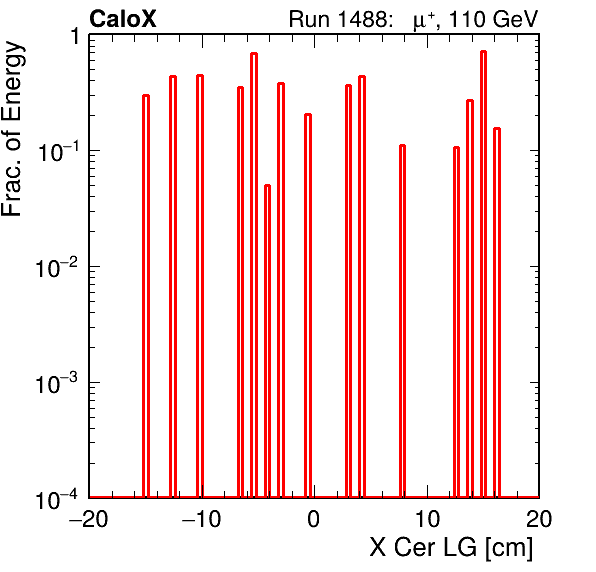 CaloX Run 1488: μ⁺, 110 GeV
Frac. of Energy
1
10⁻¹
10⁻²
10⁻³
10⁻⁴
−20 −10 0 10 20
X Cer LG [cm]